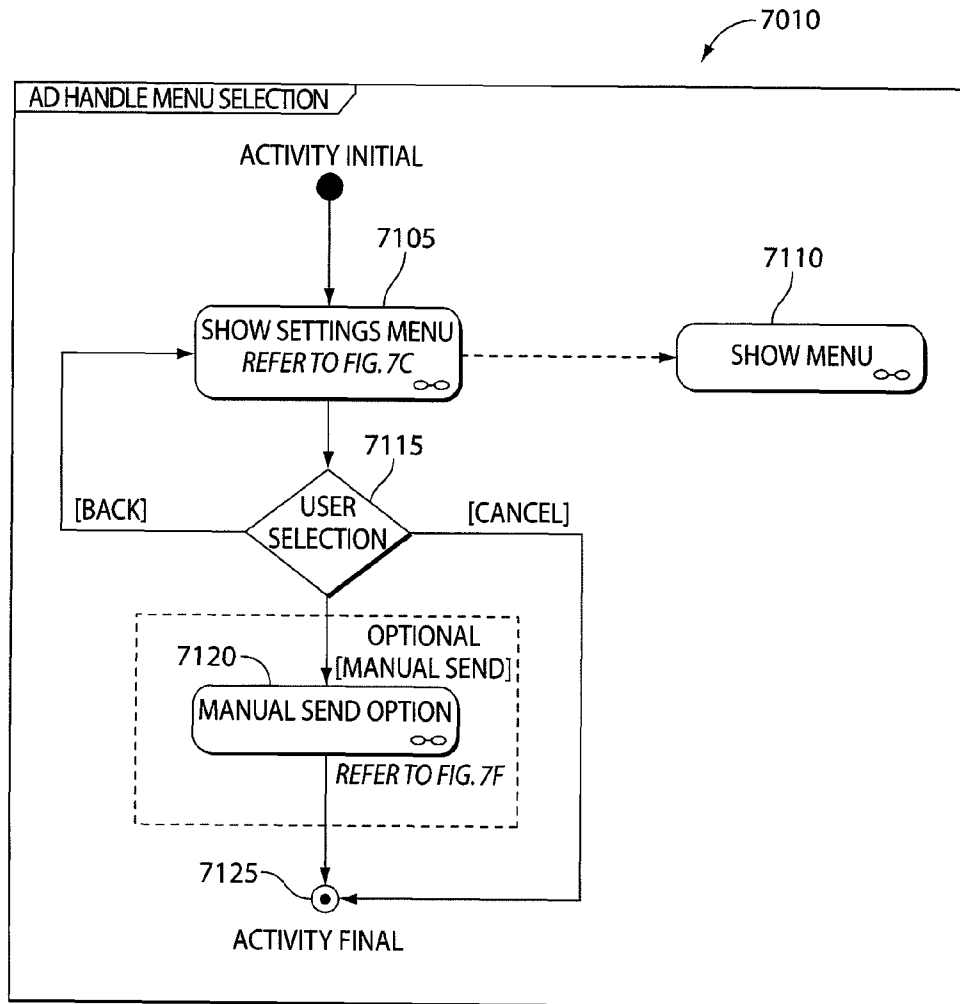 7010
AD HANDLE MENU SELECTION
ACTIVITY INITIAL
7105
7110
SHOW SETTINGS MENU
REFER TO FIG. 7C
SHOW MENU
7115
[BACK]
USER
SELECTION
[CANCEL]
OPTIONAL
[MANUAL SEND]
7120
MANUAL SEND OPTION
REFER TO FIG. 7F
7125
ACTIVITY FINAL